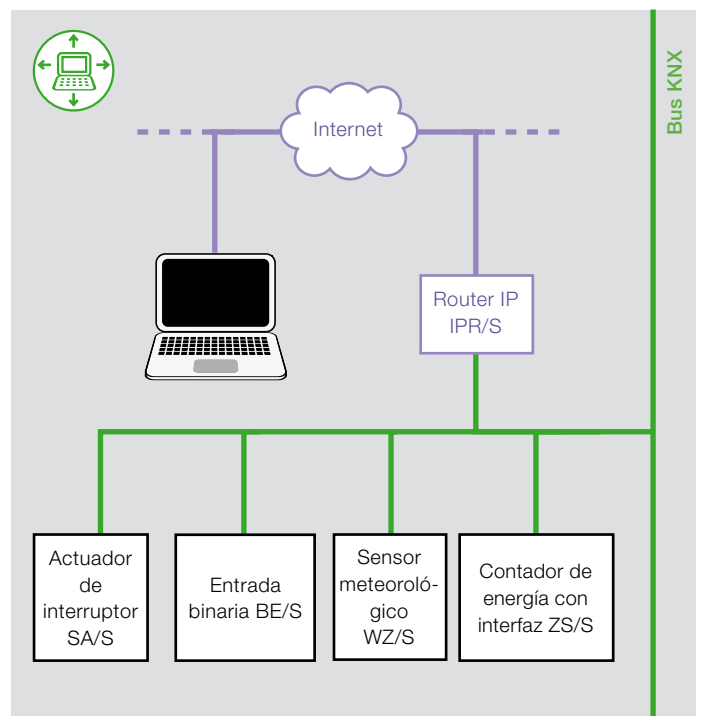 Bus KNX
Internet
Router IP
IPR/S
Actuador
de
interruptor
SA/S
Entrada
binaria BE/S
Sensor
meteoroló-
gico
WZ/S
Contador de
energía con
interfaz ZS/S